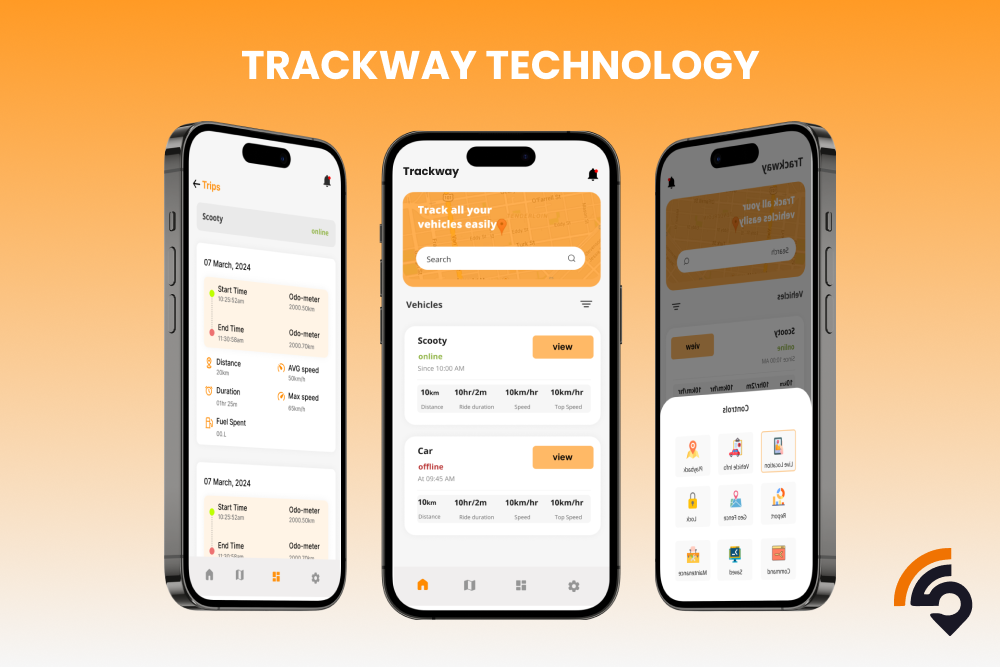 TRACKWAY TECHNOLOGY
Trips
Scooty
online
07 March, 2024
Start Time
10:25:52am
Odo-meter
2000.50km
End Time
11:30:58am
Odo-meter
2000.70km
Distance
20km
AVG speed
50km/h
Duration
01hr 25m
Max speed
65km/h
Fuel Spent
00.L
07 March, 2024
Start Time
10:25:52am
Odo-meter
2000.50km
End Time
11:30:58am
Odo-meter
2000.70km
Trackway
Track all your
vehicles easily
Search
Vehicles
Scooty
online
Since 10:00 AM
view
10km 10hr/2m 10km/hr 10km/hr
Distance Ride duration Speed Top Speed
Car
offline
At 09:45 AM
view
10km 10hr/2m 10km/hr 10km/hr
Distance Ride duration Speed Top Speed
Trackway
Track all your
vehicles easily
Search
Vehicles
Scooty
online
Since 10:00 AM
view
10km 10hr/2m 10km/hr 10km/hr
Controls
Live Location Vehicle Info Playback
Report Geo Fence Lock
Command Saved Maintenance